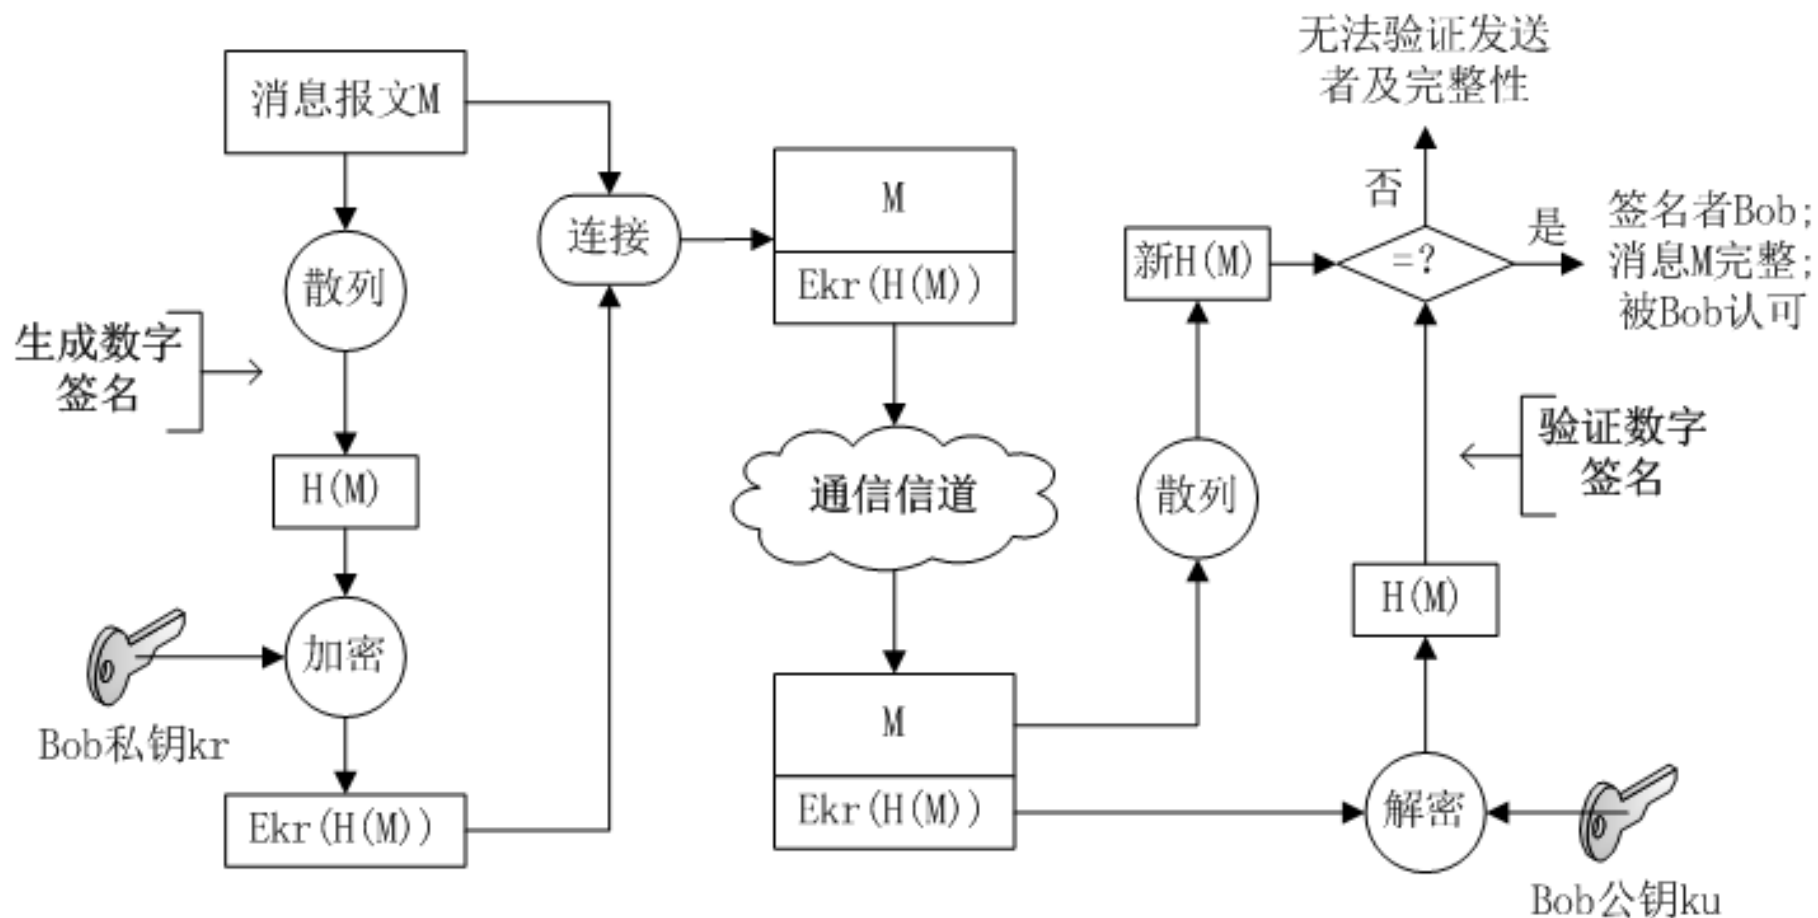 消息报文M
散列
生成数字
签名
H(M)
加密
Bob私钥kr
Ekr(H(M))
连接
M
Ekr(H(M))
通信信道
M
Ekr(H(M))
散列
新H(M)
=?
否
无法验证发送
者及完整性
是
签名者Bob;
消息M完整;
被Bob认可
验证数字
签名
H(M)
解密
Bob公钥ku